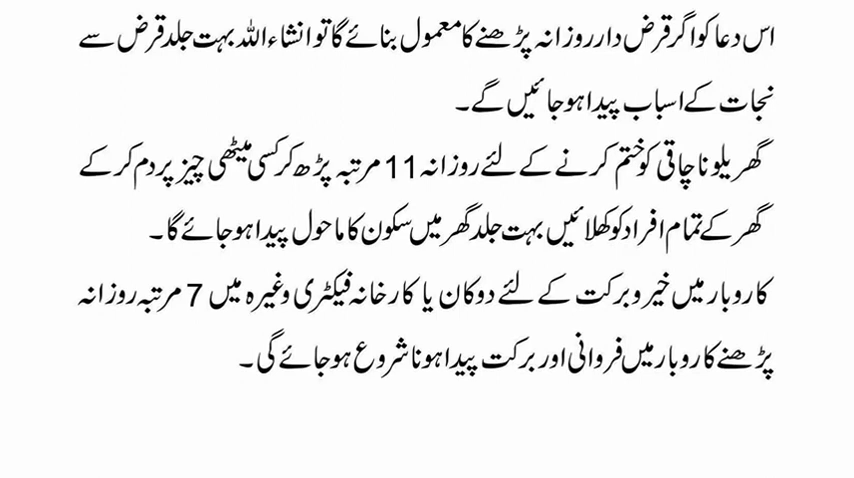 اس دعا کو اگر قرض دار روزانہ پڑھنے کا معمول بنائے گا تو انشاءاللہ بہت جلد قرض سے
نجات کے اسباب پیدا ہو جائیں گے۔
گھریلو ناچاقی کو ختم کرنے کے لئے روزانہ 11 مرتبہ پڑھ کر کسی میٹھی چیز پر دم کر کے
گھر کے تمام افراد کو کھلائیں بہت جلد گھر میں سکون کا ماحول پیدا ہو جائے گا۔
کاروبار میں خیر و برکت کے لئے دوکان یا کارخانہ فیکٹری وغیرہ میں 7 مرتبہ روزانہ
پڑھنے کاروبار میں فروانی اور برکت پیدا ہونا شروع ہو جائے گی۔